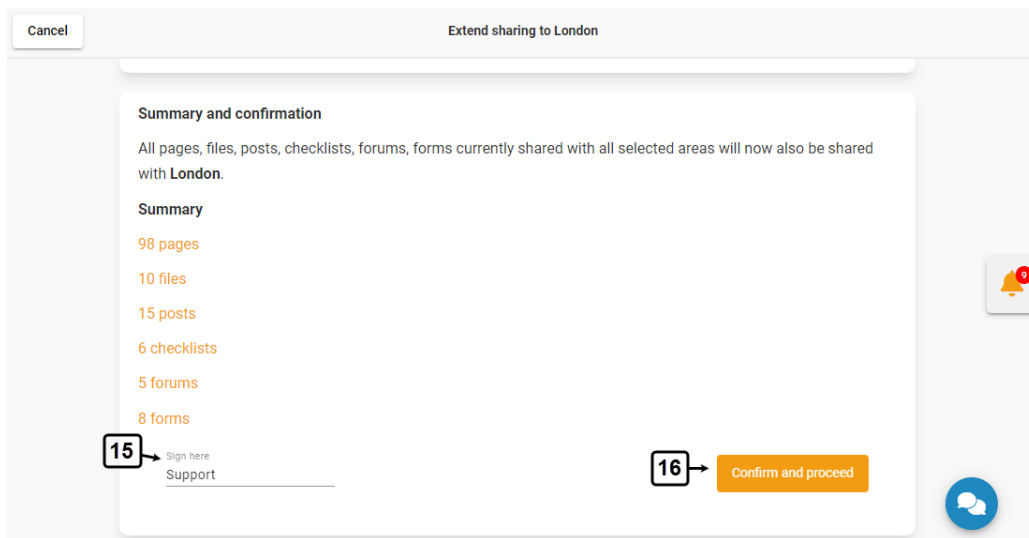 Cancel
Extend sharing to London
Summary and confirmation
All pages, files, posts, checklists, forums, forms currently shared with all selected areas will now also be shared
with London.
Summary
98 pages
9
10 files
15 posts
6 checklists
5 forums
8 forms
15
Sign here
Support
16
Confirm and proceed